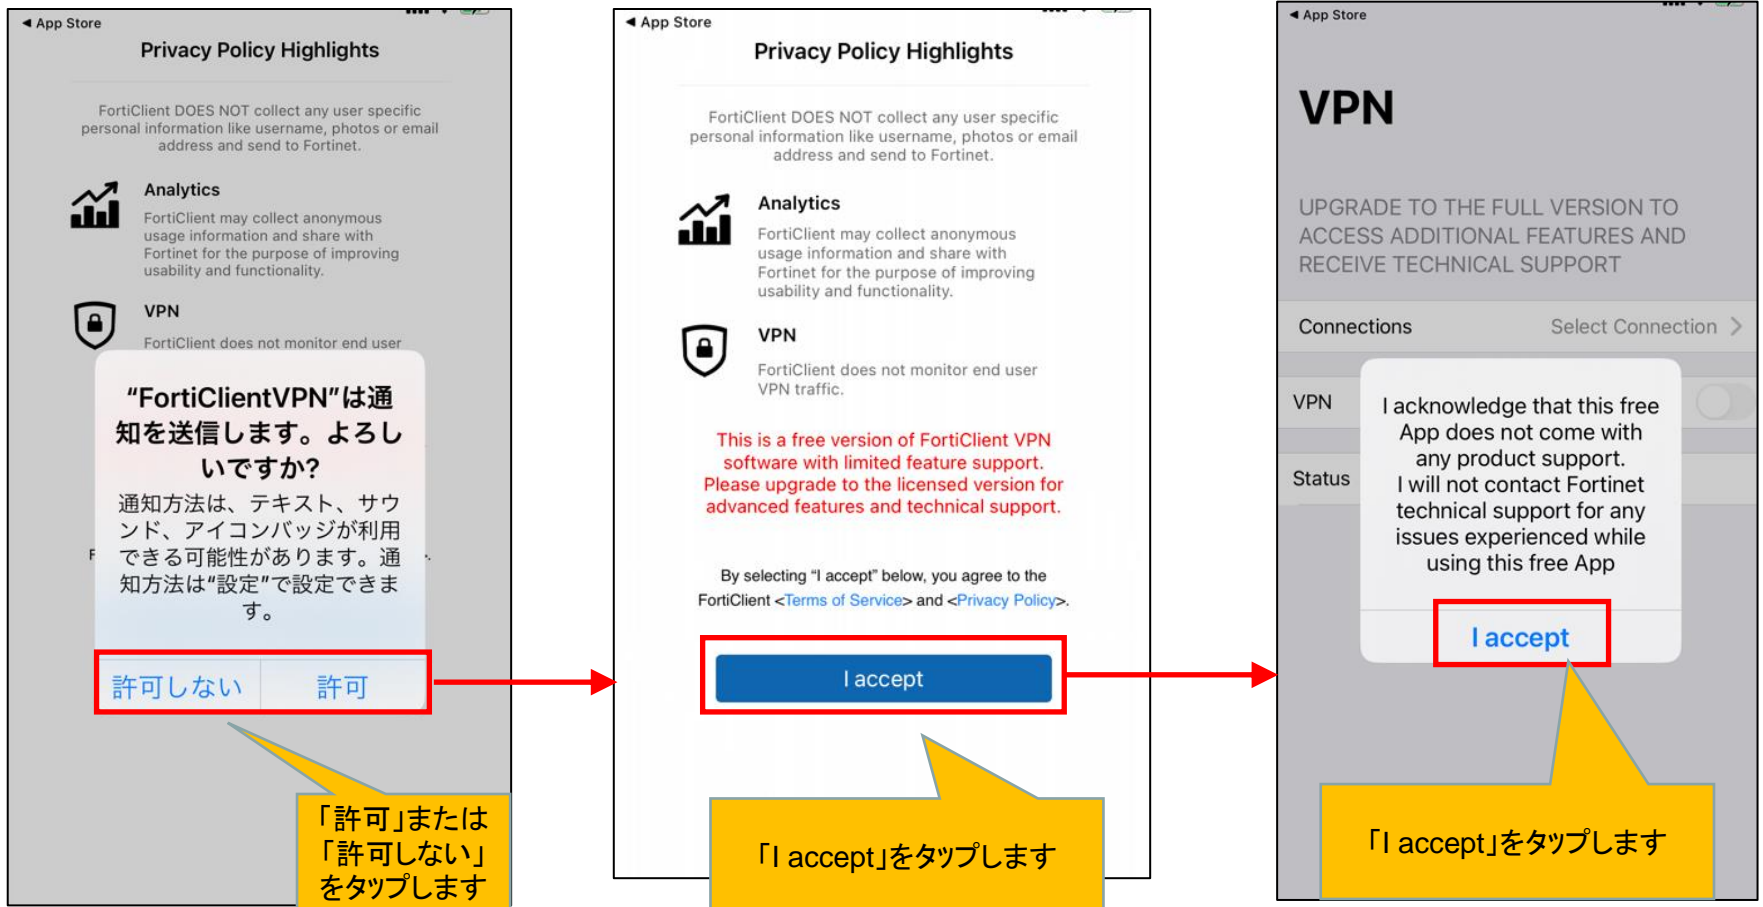 ◀ App Store
Privacy Policy Highlights
FortiClient DOES NOT collect any user specific
personal information like username, photos or email
address and send to Fortinet.
Analytics
FortiClient may collect anonymous
usage information and share with
Fortinet for the purpose of improving
usability and functionality.
VPN
FortiClient does not monitor end user
“FortiClientVPN”は通
知を送信します。よろし
いですか?
通知方法は、テキスト、サウ
ンド、アイコンバッジが利用
できる可能性があります。通
知方法は“設定”で設定できま
す。
許可しない 許可
「許可」または
「許可しない」
をタップします
◀ App Store
Privacy Policy Highlights
FortiClient DOES NOT collect any user specific
personal information like username, photos or email
address and send to Fortinet.
Analytics
FortiClient may collect anonymous
usage information and share with
Fortinet for the purpose of improving
usability and functionality.
VPN
FortiClient does not monitor end user
VPN traffic.
This is a free version of FortiClient VPN
software with limited feature support.
Please upgrade to the licensed version for
advanced features and technical support.
By selecting “I accept” below, you agree to the
FortiClient <Terms of Service> and <Privacy Policy>.
I accept
「I accept」をタップします
◀ App Store
VPN
UPGRADE TO THE FULL VERSION TO
ACCESS ADDITIONAL FEATURES AND
RECEIVE TECHNICAL SUPPORT
Connections Select Connection >
VPN
Status
I acknowledge that this free
App does not come with
any product support.
I will not contact Fortinet
technical support for any
issues experienced while
using this free App
I accept
「I accept」をタップします